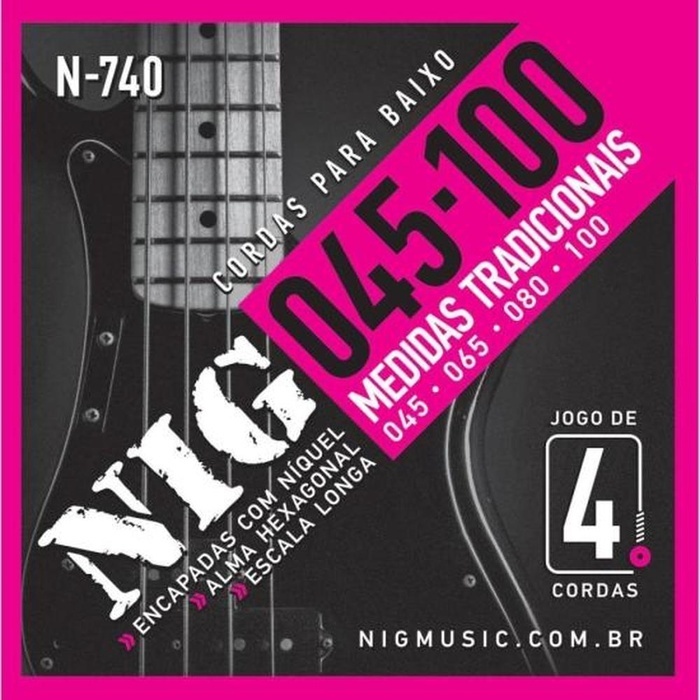 N-740
CORDAS PARA BAIXO
045·100
MEDIDAS TRADICIONAIS
045 · 065 · 080 · 100
NIG
» ENCAPADAS COM NÍQUEL
» ALMA HEXAGONAL
» ESCALA LONGA
JOGO DE
4
CORDAS
NIGMUSIC.COM.BR